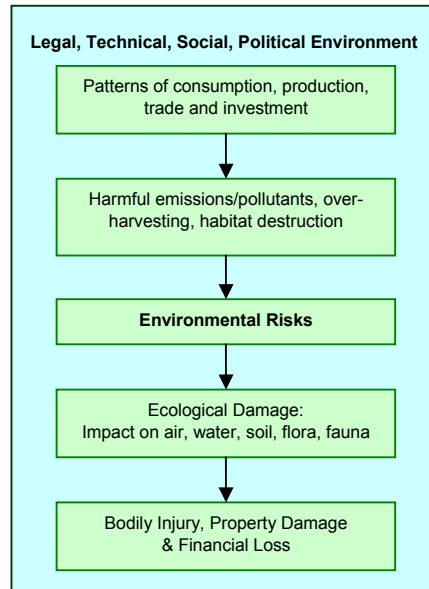 Legal, Technical, Social, Political Environment
Patterns of consumption, production,
trade and investment
Harmful emissions/pollutants, over-
harvesting, habitat destruction
Environmental Risks
Ecological Damage:
Impact on air, water, soil, flora, fauna
Bodily Injury, Property Damage
& Financial Loss